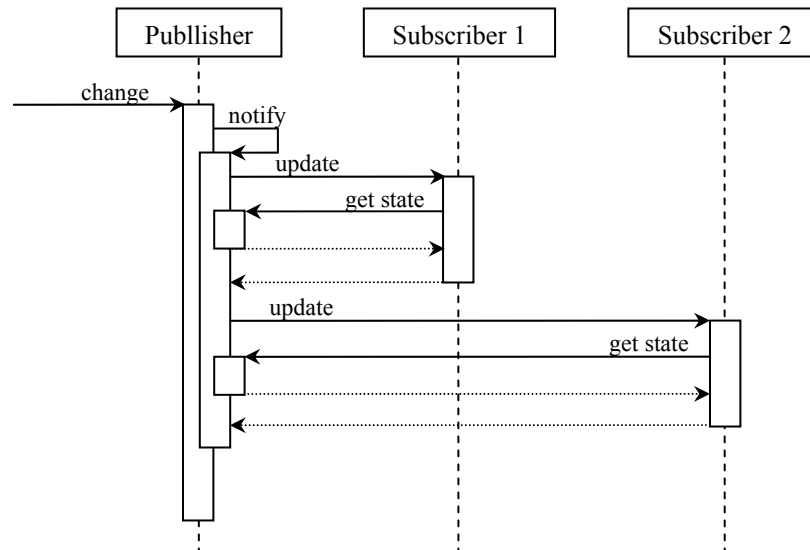 Publlisher
Subscriber 1
Subscriber 2
change
notify
update
get state
update
get state